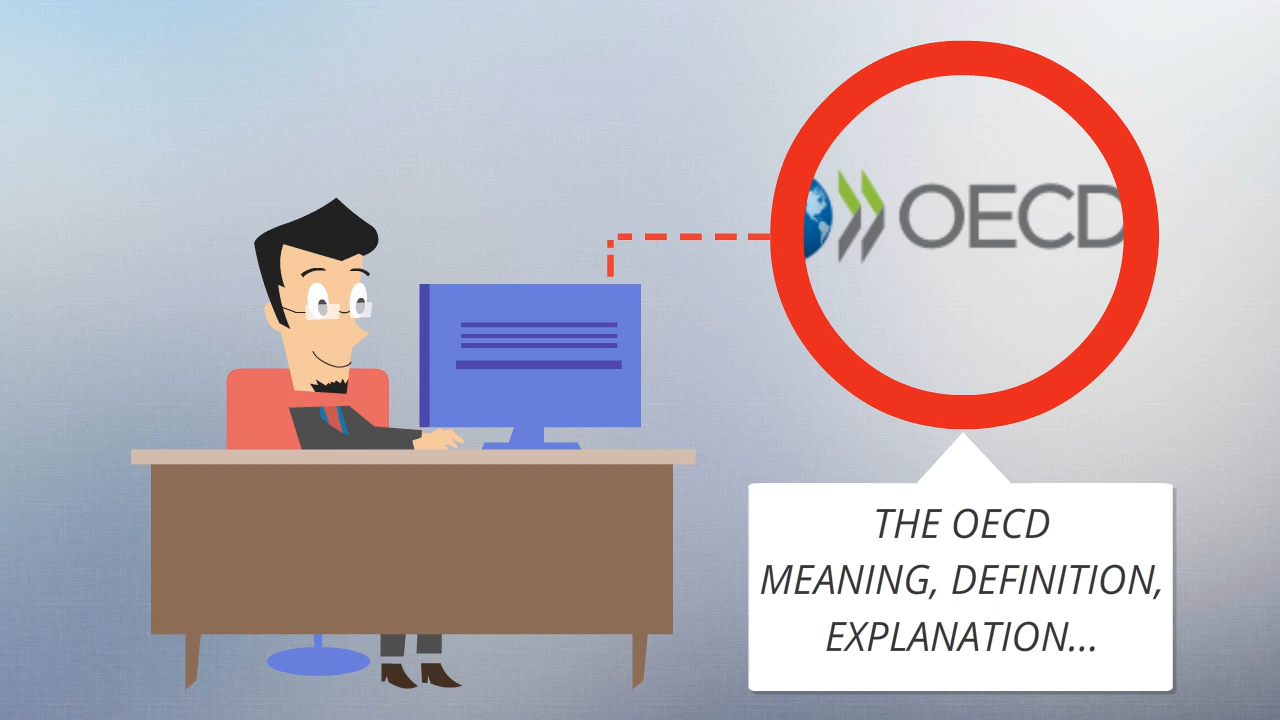 OECD
THE OECD
MEANING, DEFINITION,
EXPLANATION...